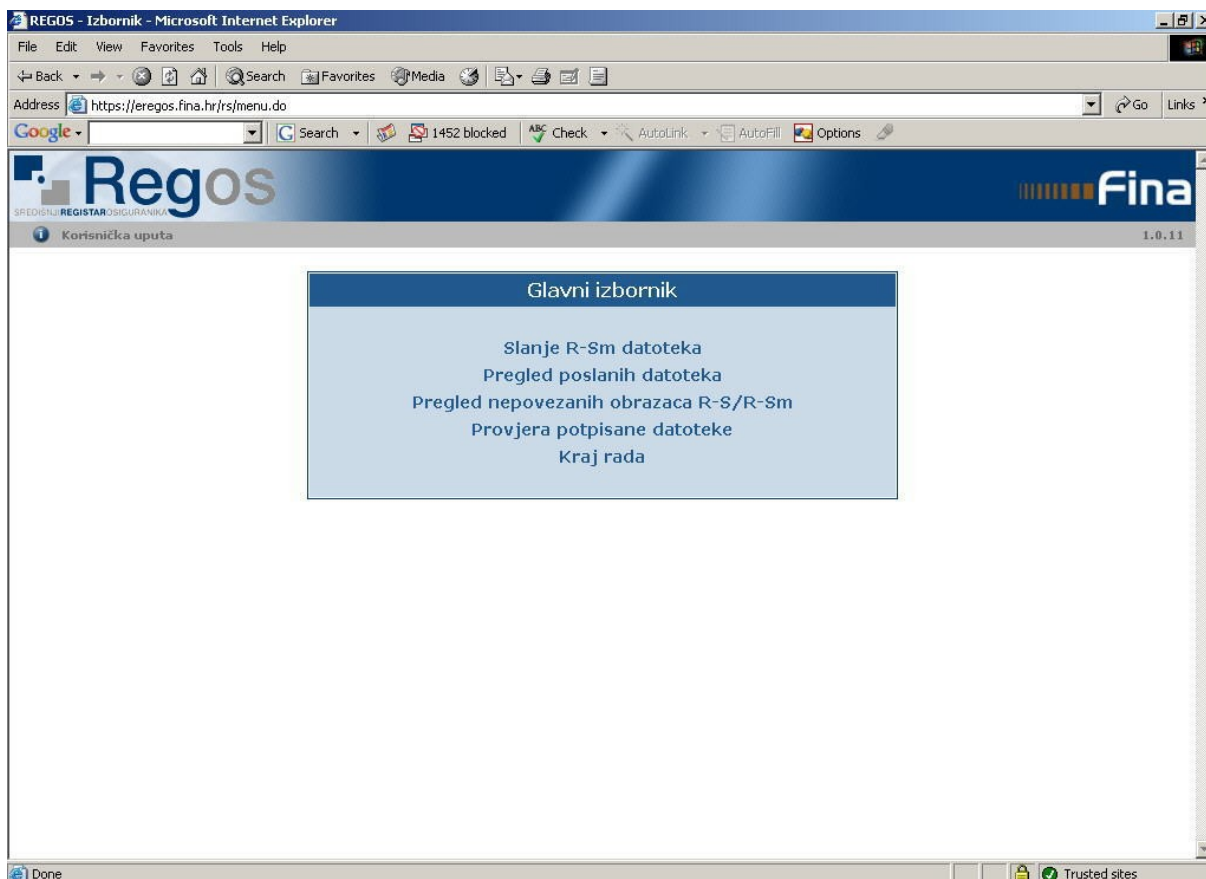 REGOS - Izbornik - Microsoft Internet Explorer
File Edit View Favorites Tools Help
Back Search Favorites Media
Address https://eregos.fina.hr/rs/menu.do Go Links
Google Search 1452 blocked ABC Check AutoLink AutoFill Options
Regos
SREDIŠNJI REGISTAR OSIGURANIKA
Fina
Korisnička uputa 1.0.11
Glavni izbornik
Slanje R-Sm datoteka
Pregled poslanih datoteka
Pregled nepovezanih obrazaca R-S/R-Sm
Provjera potpisane datoteke
Kraj rada
Done Trusted sites